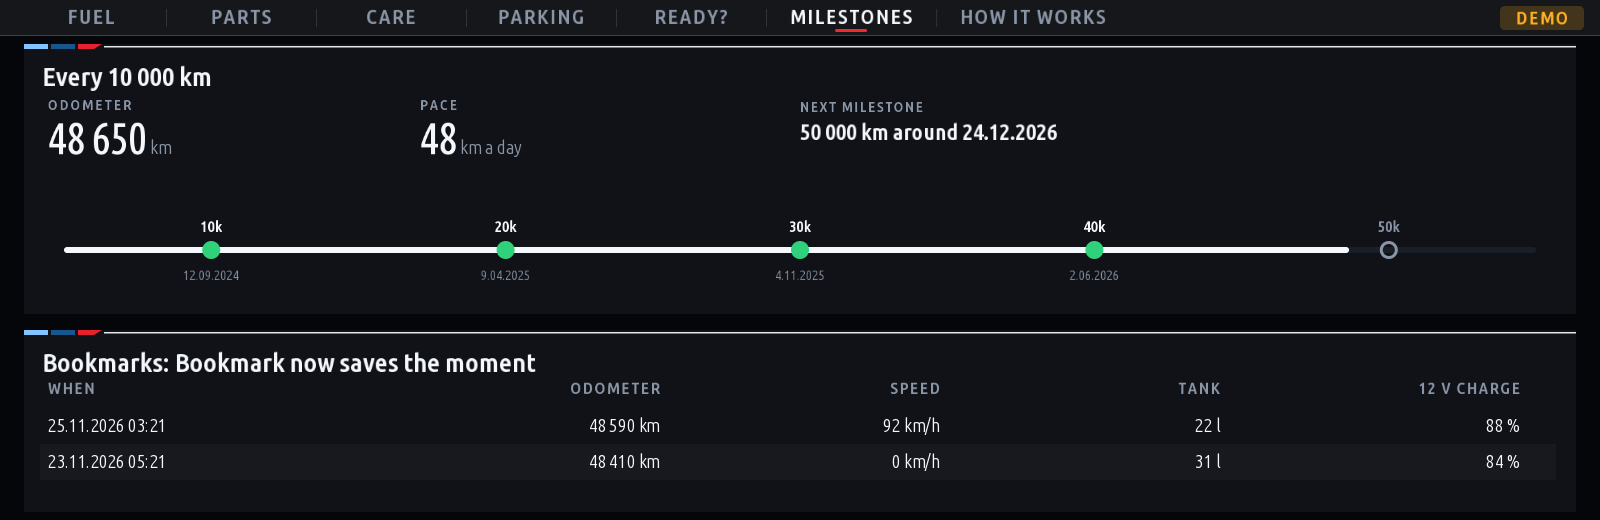 FUEL PARTS CARE PARKING READY? MILESTONES HOW IT WORKS DEMO
Every 10 000 km
ODOMETER PACE NEXT MILESTONE
48 650 km 48 km a day 50 000 km around 24.12.2026
10k 20k 30k 40k 50k
12.09.2024 9.04.2025 4.11.2025 2.06.2026
Bookmarks: Bookmark now saves the moment
WHEN ODOMETER SPEED TANK 12 V CHARGE
25.11.2026 03:21 48 590 km 92 km/h 22 l 88 %
23.11.2026 05:21 48 410 km 0 km/h 31 l 84 %